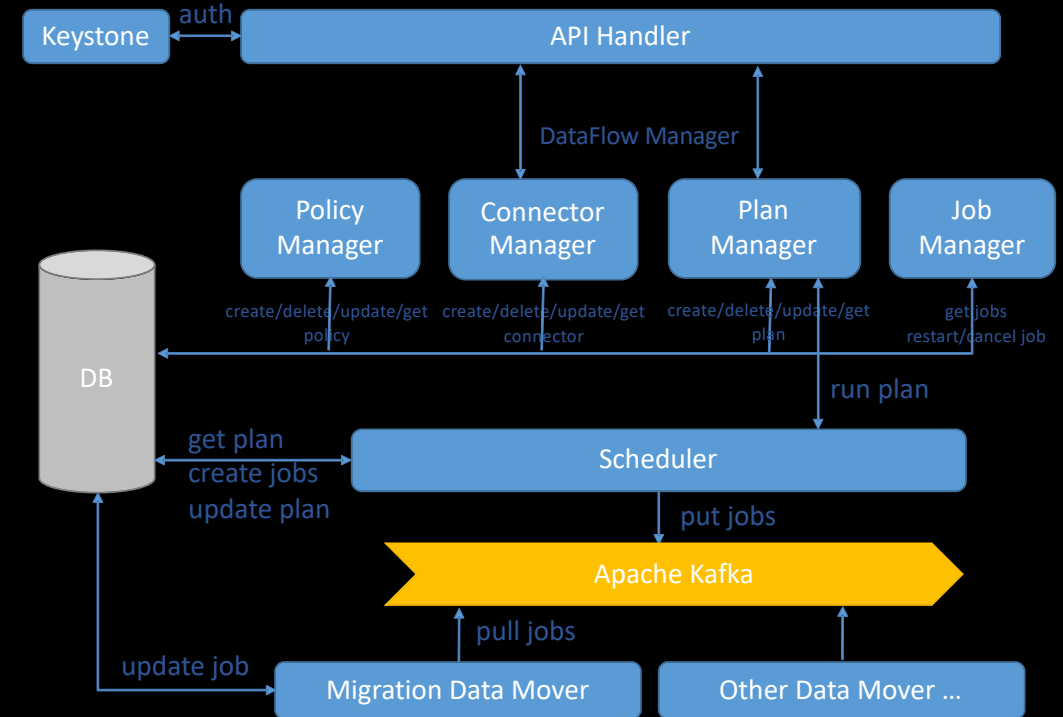 auth
Keystone
API Handler
DataFlow Manager
Policy
Manager
Connector
Manager
Plan
Manager
Job
Manager
create/delete/update/get
policy
create/delete/update/get
connector
create/delete/update/get
plan
get jobs
restart/cancel job
DB
run plan
get plan
create jobs
update plan
Scheduler
put jobs
Apache Kafka
pull jobs
update job
Migration Data Mover
Other Data Mover ...